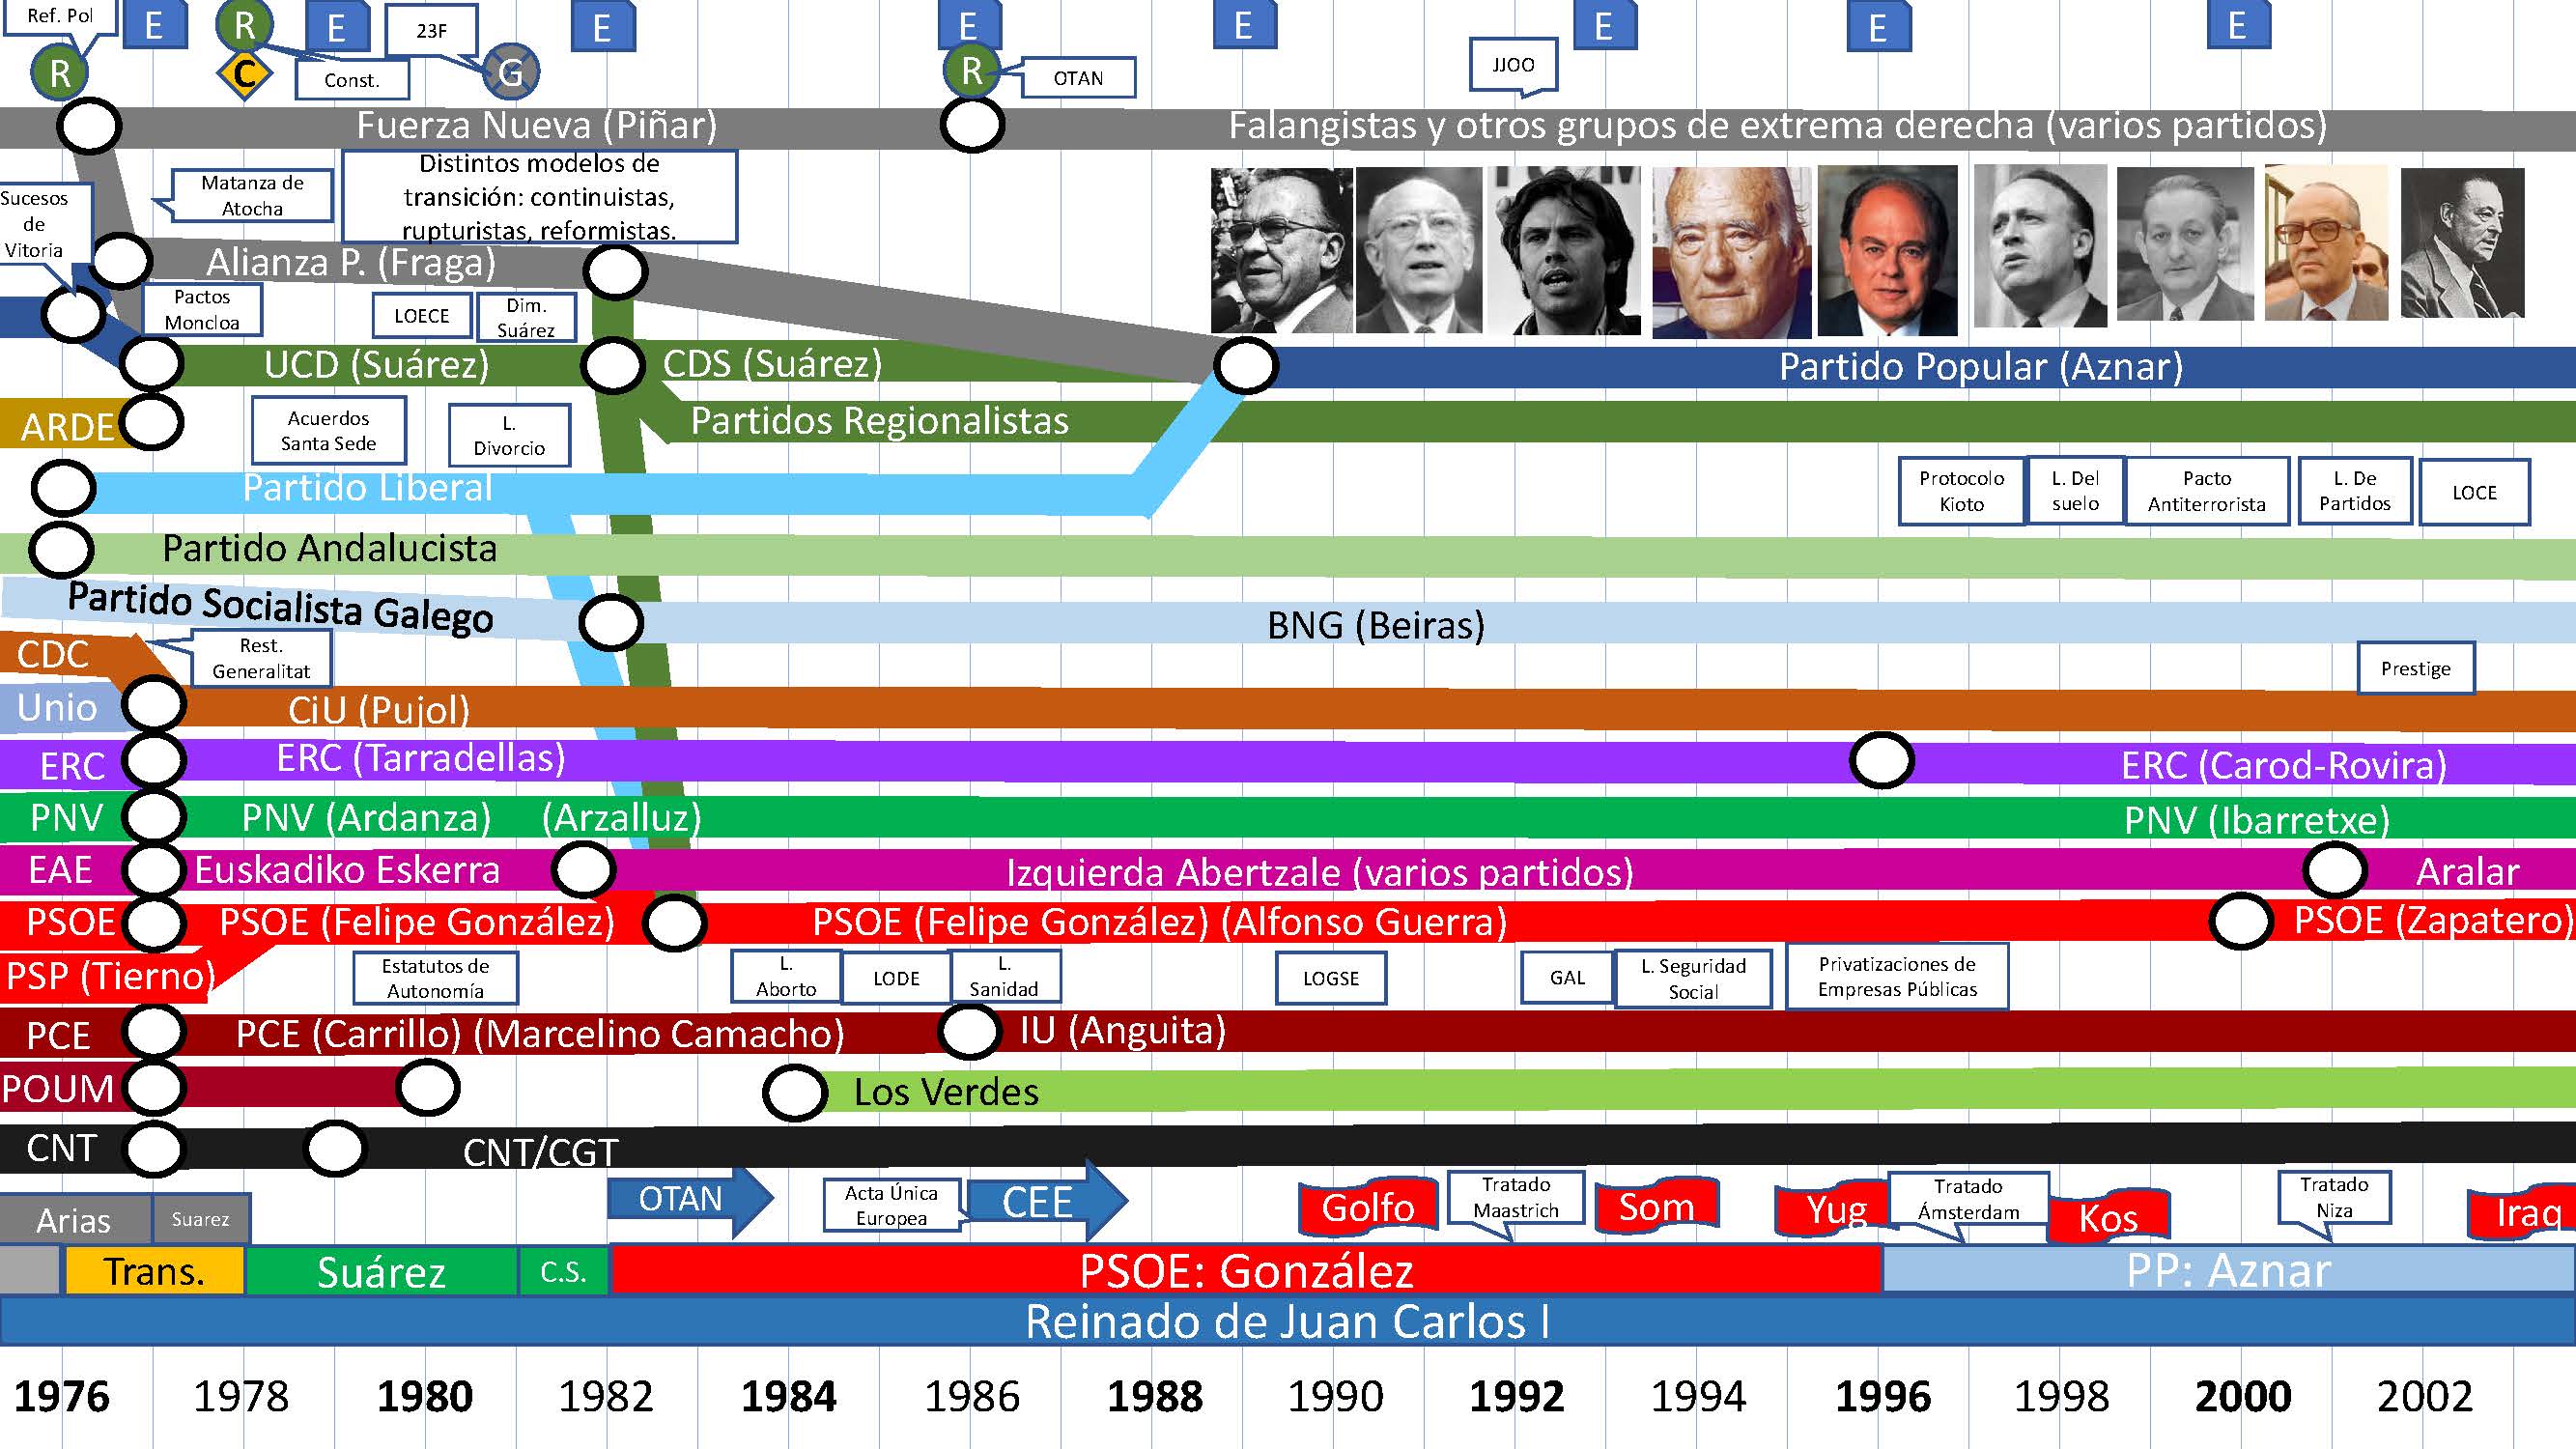 Ref. Pol
E
R
E
23F
E
E
E
JJOO
E
E
E
R
C
Const.
G
R
OTAN
Fuerza Nueva (Piñar)
Falangistas y otros grupos de extrema derecha (varios partidos)
Distintos modelos de
transición: continuistas,
rupturistas, reformistas.
Matanza de
Atocha
Sucesos
de
Vitoria
Alianza P. (Fraga)
Pactos
Moncloa
LOECE
Dim.
Suárez
UCD (Suárez)
CDS (Suárez)
Partido Popular (Aznar)
ARDE
Acuerdos
Santa Sede
L.
Divorcio
Partidos Regionalistas
Partido Liberal
Protocolo
Kioto
L. Del
suelo
Pacto
Antiterrorista
L. De
Partidos
LOCE
Partido Andalucista
Partido Socialista Galego
BNG (Beiras)
CDC
Rest.
Generalitat
Prestige
Unio
CiU (Pujol)
ERC
ERC (Tarradellas)
ERC (Carod-Rovira)
PNV
PNV (Ardanza)
(Arzalluz)
PNV (Ibarretxe)
EAE
Euskadiko Eskerra
Izquierda Abertzale (varios partidos)
Aralar
PSOE
PSOE (Felipe González)
PSOE (Felipe González) (Alfonso Guerra)
PSOE (Zapatero)
PSP (Tierno)
Estatutos de
Autonomía
L.
Aborto
LODE
L.
Sanidad
LOGSE
GAL
L. Seguridad
Social
Privatizaciones de
Empresas Públicas
PCE
PCE (Carrillo) (Marcelino Camacho)
IU (Anguita)
POUM
Los Verdes
CNT
CNT/CGT
Arias
Suarez
OTAN
Acta Única
Europea
CEE
Golfo
Tratado
Maastrich
Som
Yug
Tratado
Ámsterdam
Kos
Tratado
Niza
Iraq
Trans.
Suárez
C.S.
PSOE: González
PP: Aznar
Reinado de Juan Carlos I
1976 1978 1980 1982 1984 1986 1988 1990 1992 1994 1996 1998 2000 2002